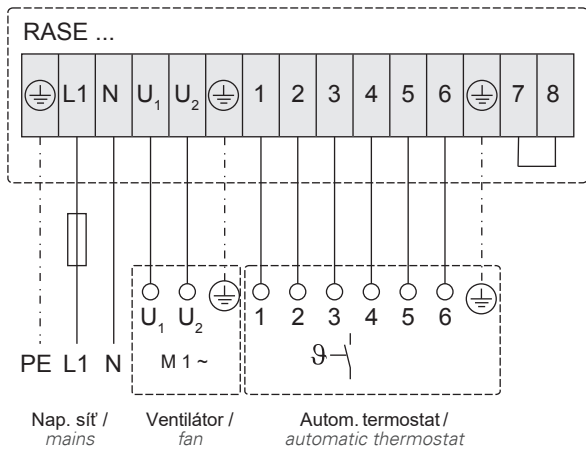 RASE ...
L1 N U₁ U₂ 1 2 3 4 5 6 7 8
U₁ U₂ 1 2 3 4 5 6
PE L1 N M 1 ~ ϑ
Nap. síť / Ventilátor / Autom. termostat /
mains fan automatic thermostat